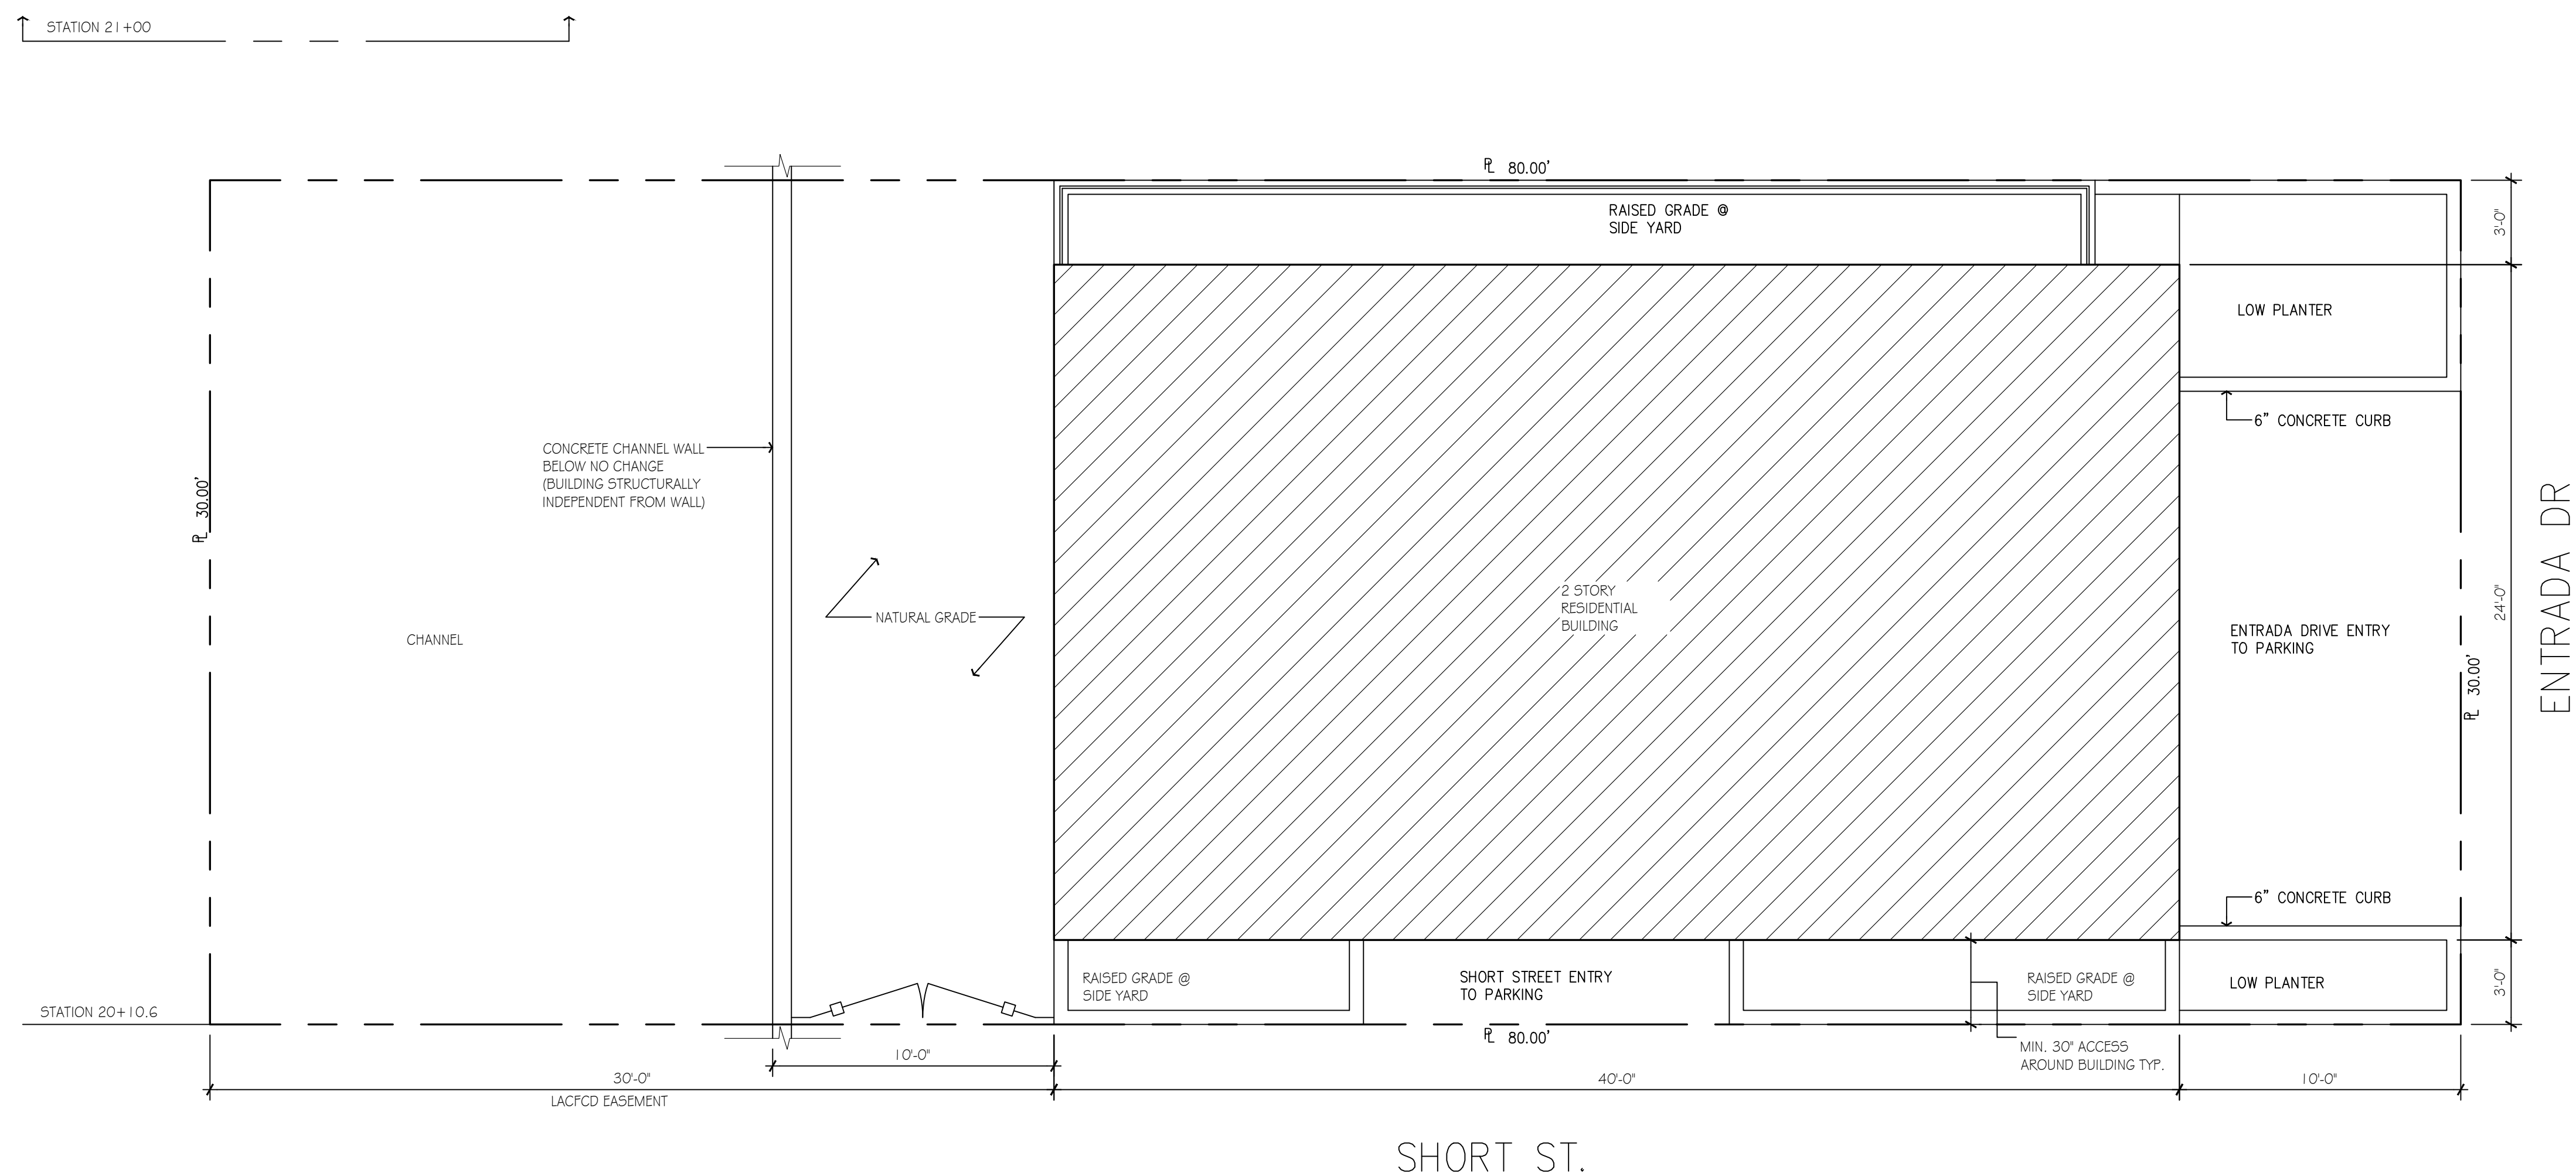 STATION 21+00
℄ 80.00'
RAISED GRADE @
SIDE YARD
3'-0"
LOW PLANTER
6" CONCRETE CURB
CONCRETE CHANNEL WALL
BELOW NO CHANGE
(BUILDING STRUCTURALLY
INDEPENDENT FROM WALL)
PL 30.00'
ENTRADA DR
NATURAL GRADE
2 STORY
RESIDENTIAL
BUILDING
24'-0"
CHANNEL
ENTRADA DRIVE ENTRY
TO PARKING
PL 30.00'
6" CONCRETE CURB
RAISED GRADE @
SIDE YARD
SHORT STREET ENTRY
TO PARKING
RAISED GRADE @
SIDE YARD
LOW PLANTER
3'-0"
STATION 20+10.6
PL 80.00'
MIN. 30" ACCESS
AROUND BUILDING TYP.
10'-0"
30'-0"
40'-0"
10'-0"
LACFCD EASEMENT
SHORT ST.